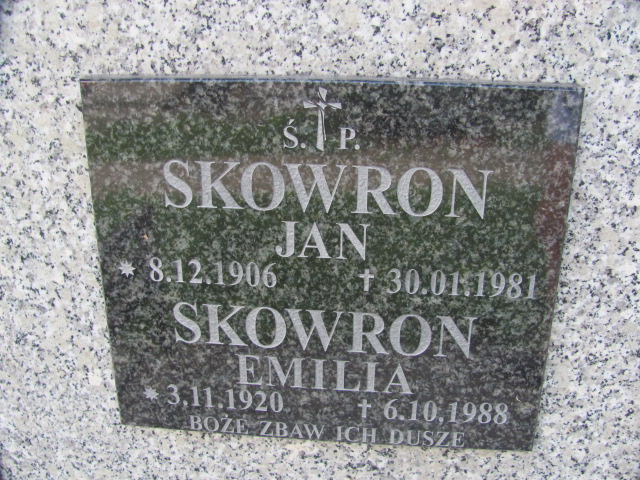 Ś. P.
SKOWRON
JAN
* 8.12.1906 † 30.01.1981
SKOWRON
EMILIA
* 3,11,1920 † 6.10,1988
BOŻE ZBAW ICH DUSZE